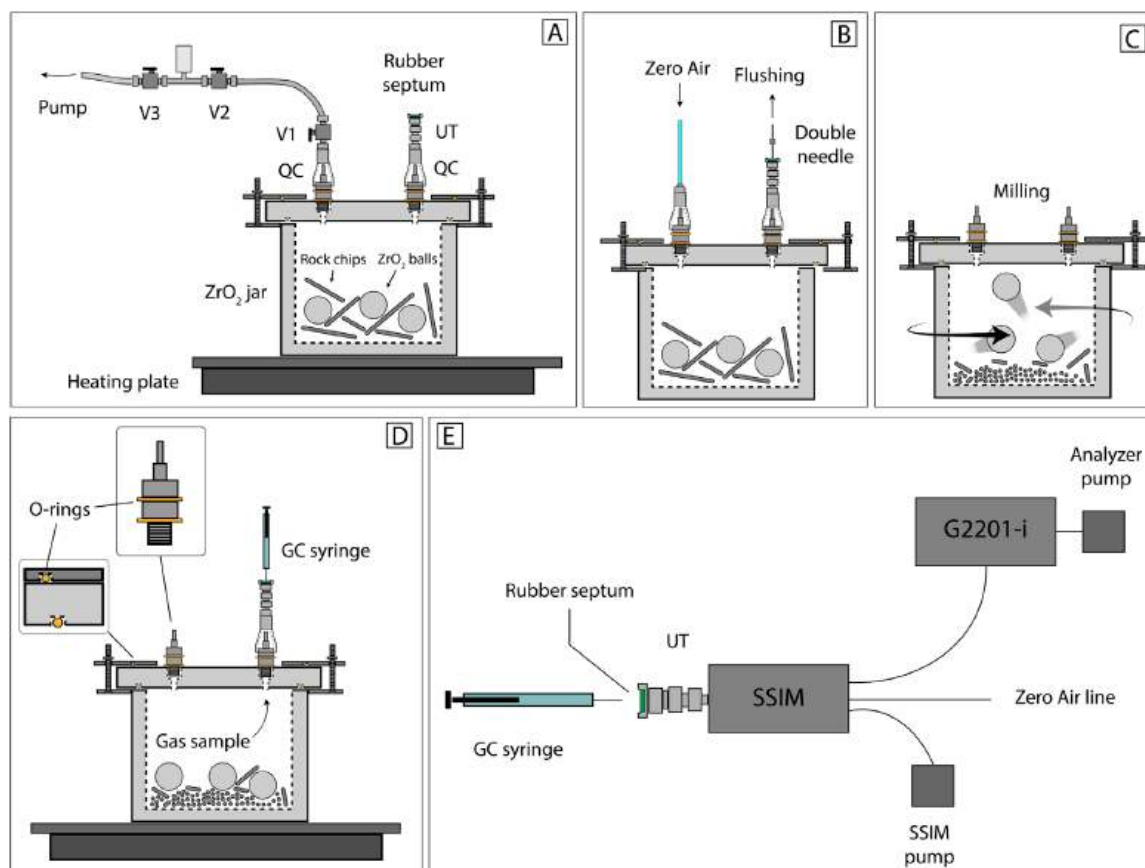 A
Rubber
septum
Pump
V3
V2
V1
UT
QC
QC
Rock chips
ZrO₂ balls
ZrO₂ jar
Heating plate
B
Zero Air
Flushing
Double
needle
C
Milling
D
O-rings
GC syringe
Gas sample
E
Analyzer
pump
G2201-i
Rubber septum
UT
SSIM
Zero Air line
GC syringe
SSIM
pump